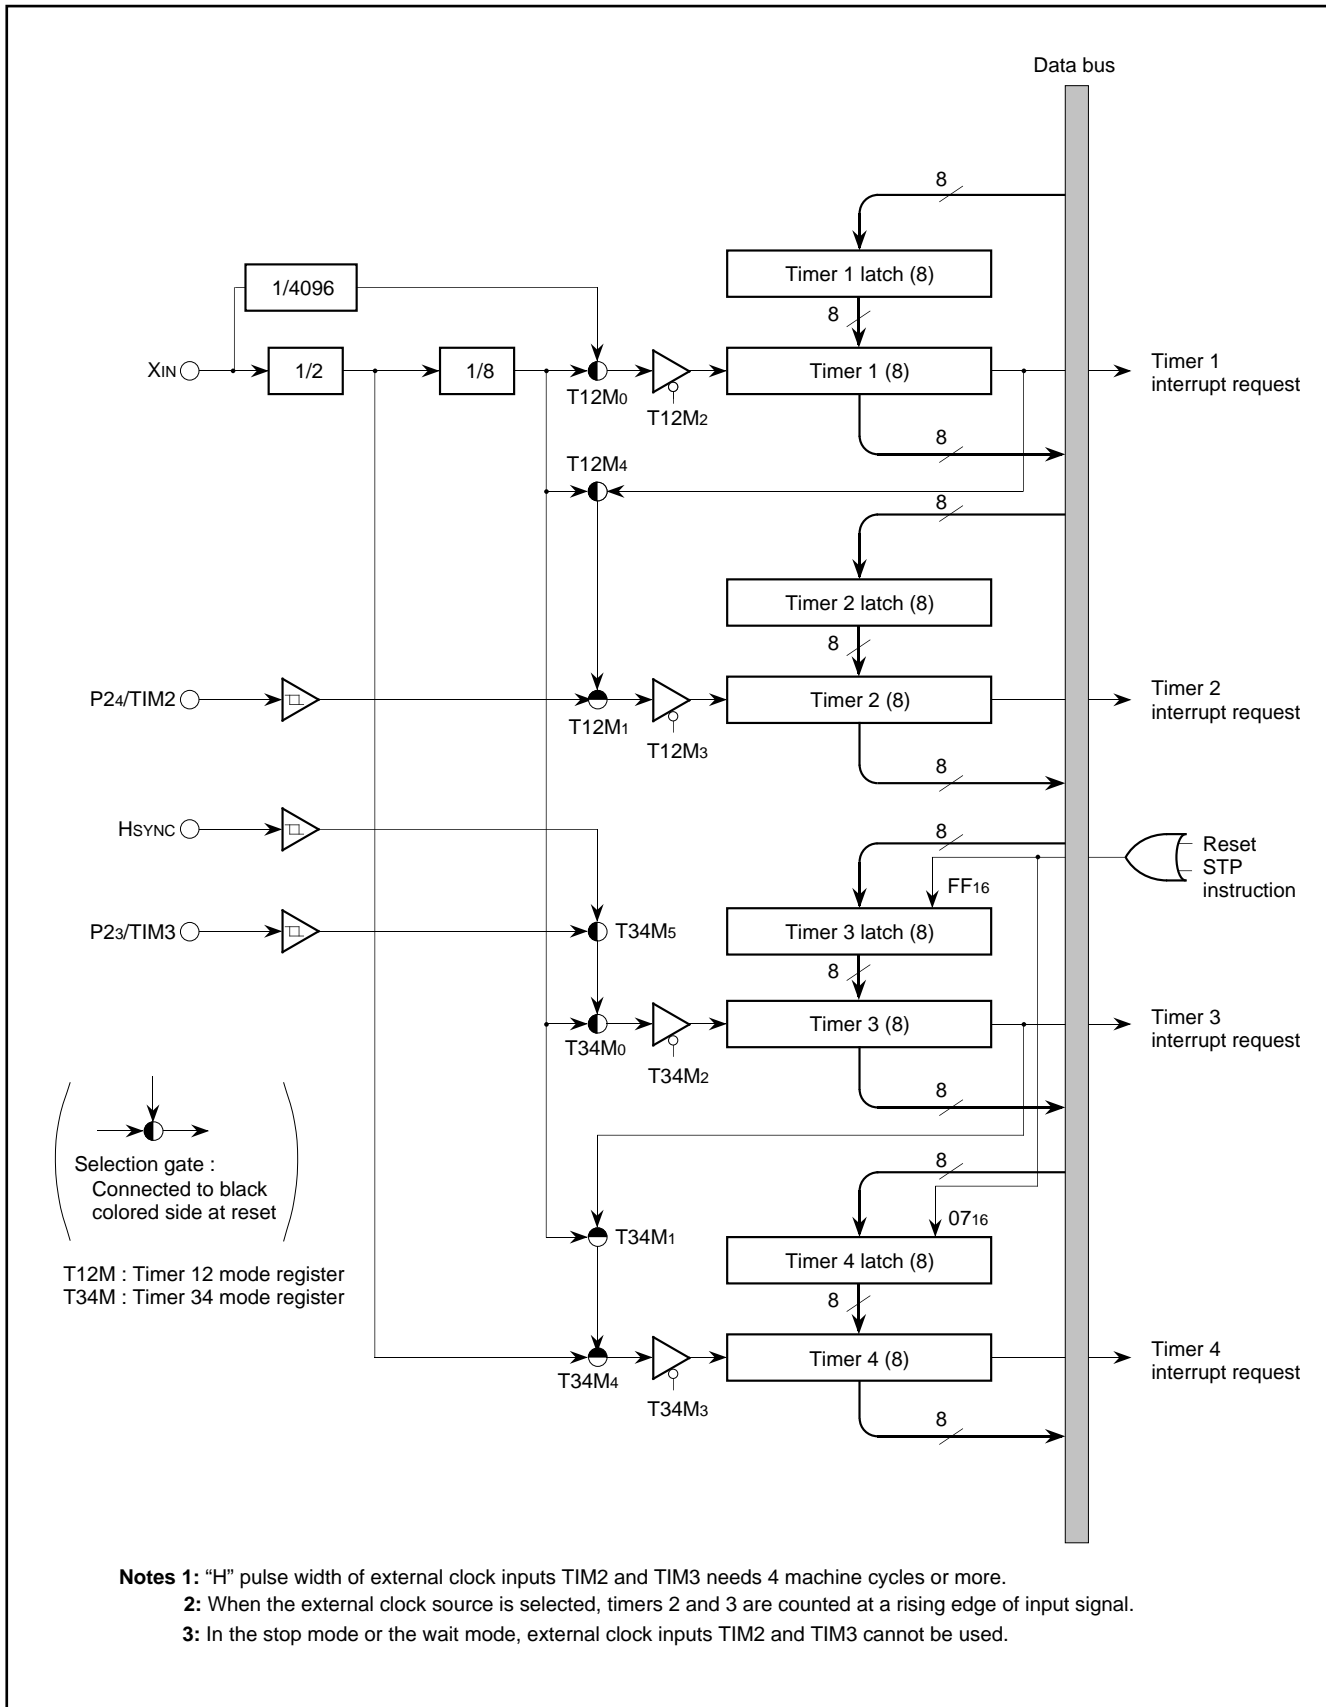 Data bus
8
Timer 1 latch (8)
1/4096
8
XIN
1/2
1/8
T12M0
T12M2
Timer 1 (8)
Timer 1
interrupt request
8
T12M4
8
Timer 2 latch (8)
8
P24/TIM2
T12M1
T12M3
Timer 2 (8)
Timer 2
interrupt request
8
HSYNC
8
Reset
STP
instruction
FF16
P23/TIM3
T34M5
Timer 3 latch (8)
8
T34M0
T34M2
Timer 3 (8)
Timer 3
interrupt request
8
Selection gate :
Connected to black
colored side at reset
8
0716
T34M1
Timer 4 latch (8)
T12M : Timer 12 mode register
T34M : Timer 34 mode register
8
T34M4
T34M3
Timer 4 (8)
Timer 4
interrupt request
8
Notes 1: “H” pulse width of external clock inputs TIM2 and TIM3 needs 4 machine cycles or more.
2: When the external clock source is selected, timers 2 and 3 are counted at a rising edge of input signal.
3: In the stop mode or the wait mode, external clock inputs TIM2 and TIM3 cannot be used.